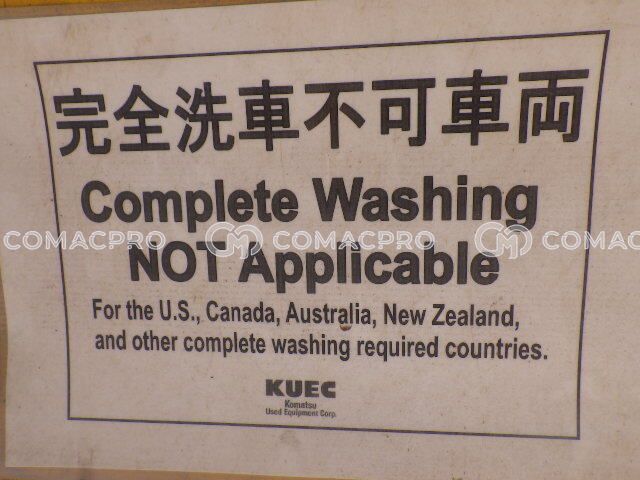 完全洗車不可車両
Complete Washing
COMACPRO COMACPRO COMACPRO
NOT Applicable
For the U.S., Canada, Australia, New Zealand,
and other complete washing required countries.
KUEC
Komatsu
Used Equipment Corp.